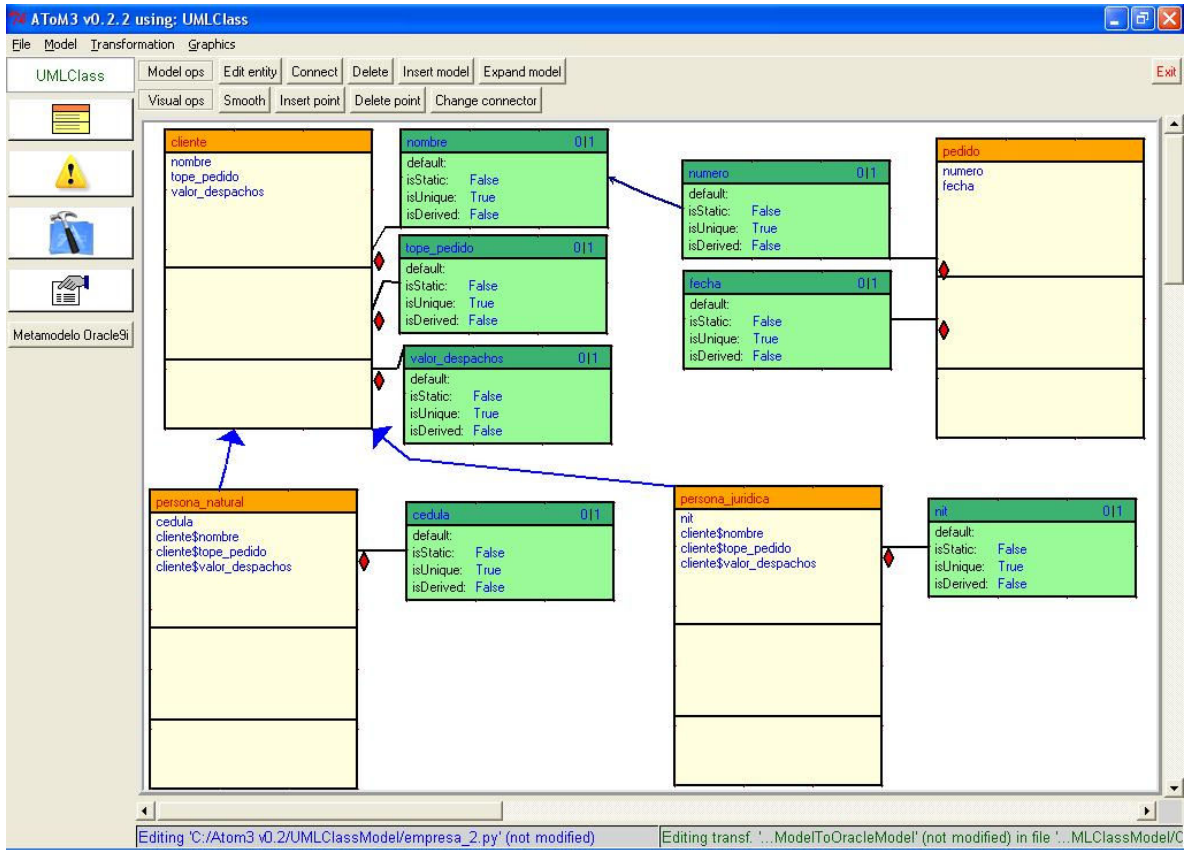 AToM3 v0.2.2 using: UMLClass
File Model Transformation Graphics
UMLClass
Model ops Edit entity Connect Delete Insert model Expand model Exit
Visual ops Smooth Insert point Delete point Change connector
Metamodelo Oracle9i
cliente
nombre
tope_pedido
valor_despachos
nombre 0|1
default:
isStatic: False
isUnique: True
isDerived: False
tope_pedido 0|1
default:
isStatic: False
isUnique: True
isDerived: False
valor_despachos 0|1
default:
isStatic: False
isUnique: True
isDerived: False
numero 0|1
default:
isStatic: False
isUnique: True
isDerived: False
fecha 0|1
default:
isStatic: False
isUnique: True
isDerived: False
pedido
numero
fecha
persona_natural
cedula
cliente$nombre
cliente$tope_pedido
cliente$valor_despachos
cedula 0|1
default:
isStatic: False
isUnique: True
isDerived: False
persona_juridica
nit
cliente$nombre
cliente$tope_pedido
cliente$valor_despachos
nit 0|1
default:
isStatic: False
isUnique: True
isDerived: False
Editing 'C:/Atom3 v0.2/UMLClassModel/empresa_2.py' (not modified)
Editing transf. '...ModelToOracleModel' (not modified) in file '...MLClassModel/C